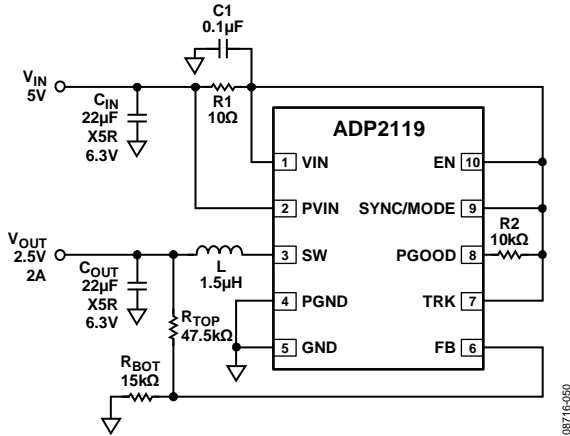 C1
0.1µF
VIN
5V
CIN
22µF
X5R
6.3V
R1
10Ω
ADP2119
1 VIN
EN 10
2 PVIN
SYNC/MODE 9
R2
10kΩ
VOUT
2.5V
2A
COUT
22µF
X5R
6.3V
L
1.5µH
3 SW
PGOOD 8
4 PGND
TRK 7
RTOP
47.5kΩ
5 GND
FB 6
RBOT
15kΩ
08716-050